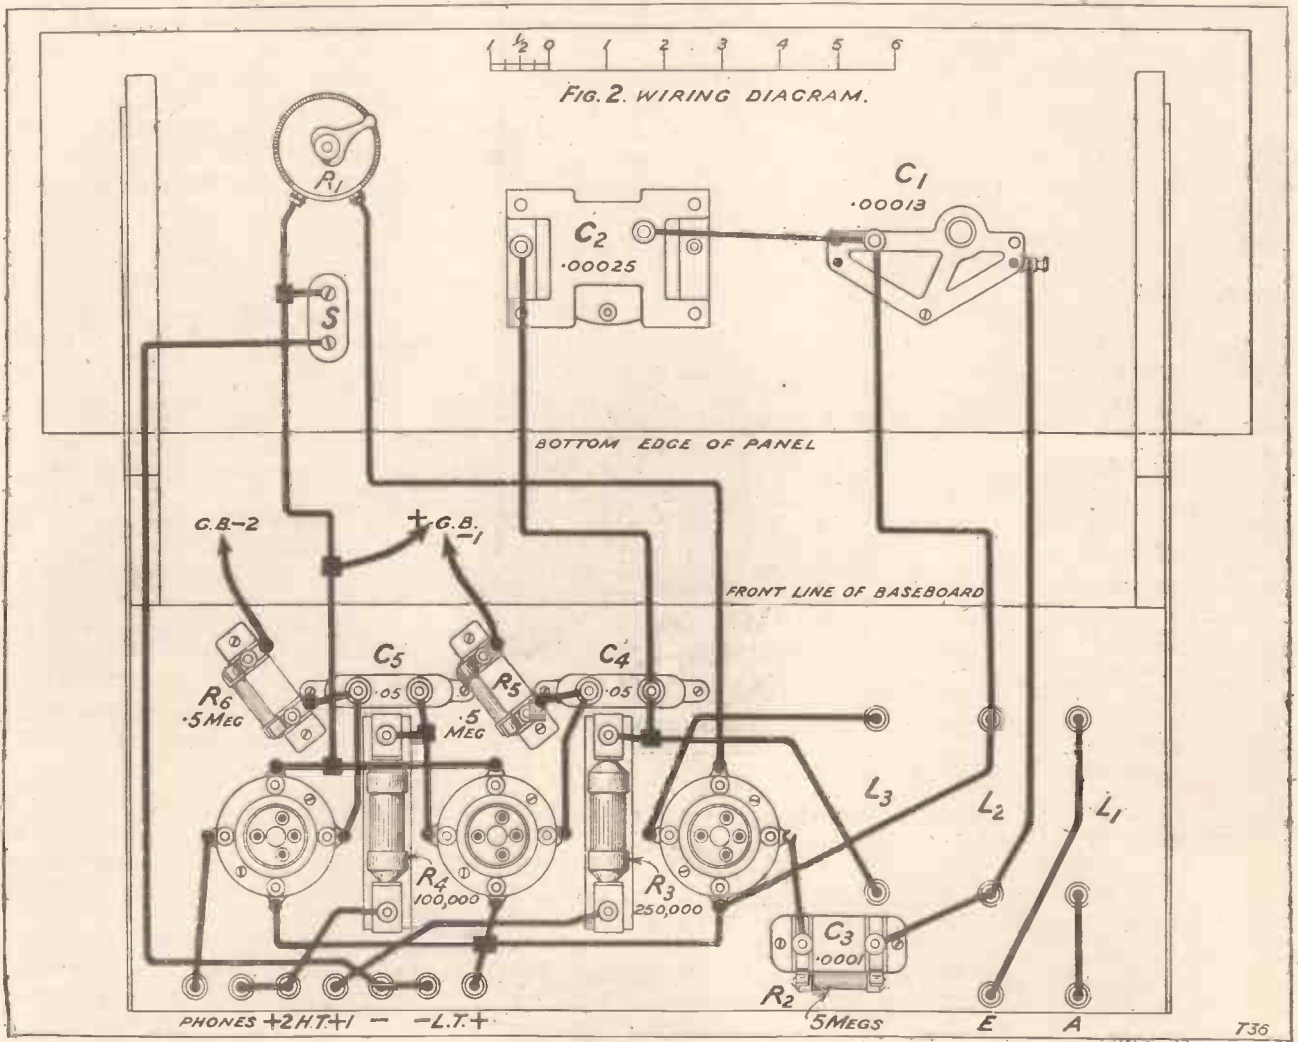 1 ½ 0 1 2 3 4 5 6
FIG. 2. WIRING DIAGRAM.
R1
C1
.00013
C2
.00025
S
BOTTOM EDGE OF PANEL
G.B.-2
+ G.B.
-1
FRONT LINE OF BASEBOARD
C5
.05
C4
.05
R6
.5 MEG
R5
.5
MEG
L3
L2
L1
R4
100,000
R3
250,000
C3
.0001
R2
5 MEGS
PHONES +2 H.T.+1 - -L.T.+
E
A
T36